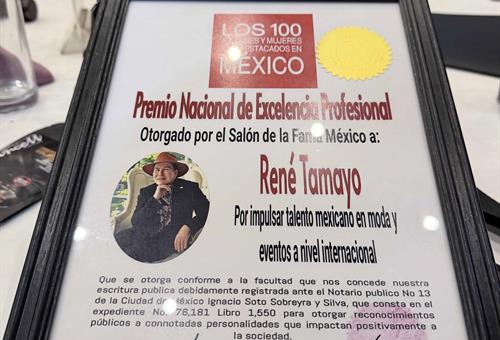 LOS 100
Y MUJERES
DESTACADOS EN
MÉXICO
Premio Nacional de Excelencia Profesional
Otorgado por el Salón de la Fama México a:
René Tamayo
Por impulsar talento mexicano en moda y
eventos a nivel internacional
Que se otorga conforme a la facultad que nos concede nuestra
escritura publica debidamente registrada ante el Notario publico No 13
de la Ciudad de México Ignacio Soto Sobreyra y Silva, que consta en el
expediente No. 76,181 Libro 1,550 para otorgar reconocimientos
públicos a connotadas personalidades que impactan positivamente a
la sociedad.